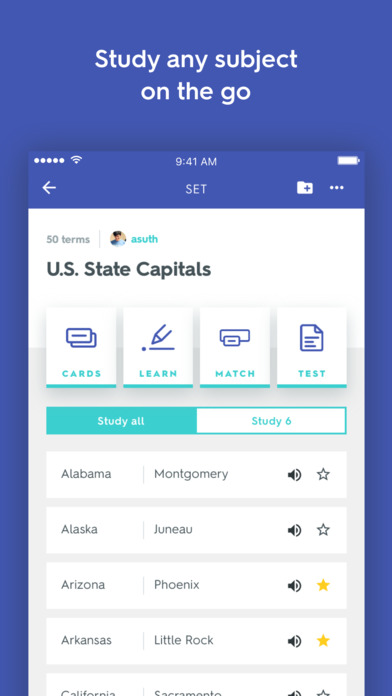 Study any subject
on the go
9:41 AM
SET
50 terms asuth
U.S. State Capitals
CARDS LEARN MATCH TEST
Study all Study 6
Alabama Montgomery
Alaska Juneau
Arizona Phoenix
Arkansas Little Rock
California Sacramento